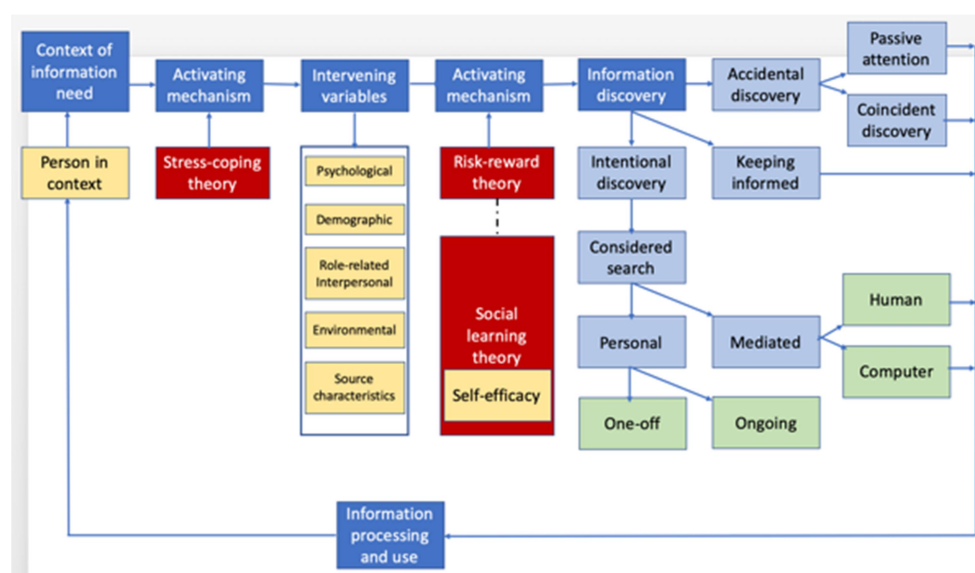 Context of
information
need
Activating
mechanism
Intervening
variables
Activating
mechanism
Information
discovery
Accidental
discovery
Passive
attention
Coincident
discovery
Person in
context
Stress-coping
theory
Psychological
Demographic
Role-related
Interpersonal
Environmental
Source
characteristics
Risk-reward
theory
Social
learning
theory
Self-efficacy
Intentional
discovery
Keeping
informed
Considered
search
Personal
Mediated
Human
Computer
One-off
Ongoing
Information
processing
and use